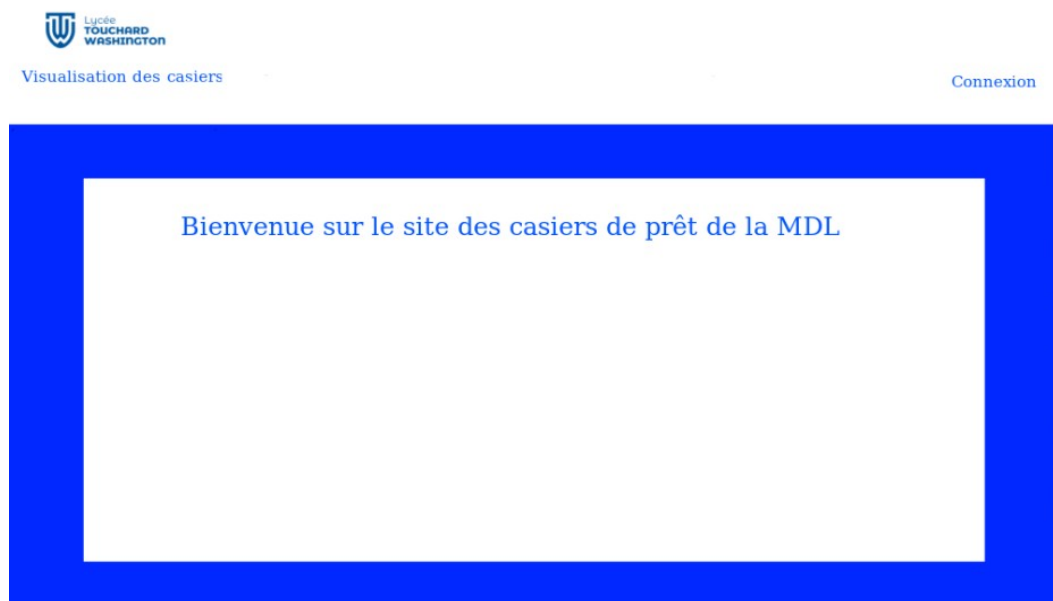 Lycée
TOUCHARD
WASHINGTON
Visualisation des casiers
Connexion
Bienvenue sur le site des casiers de prêt de la MDL